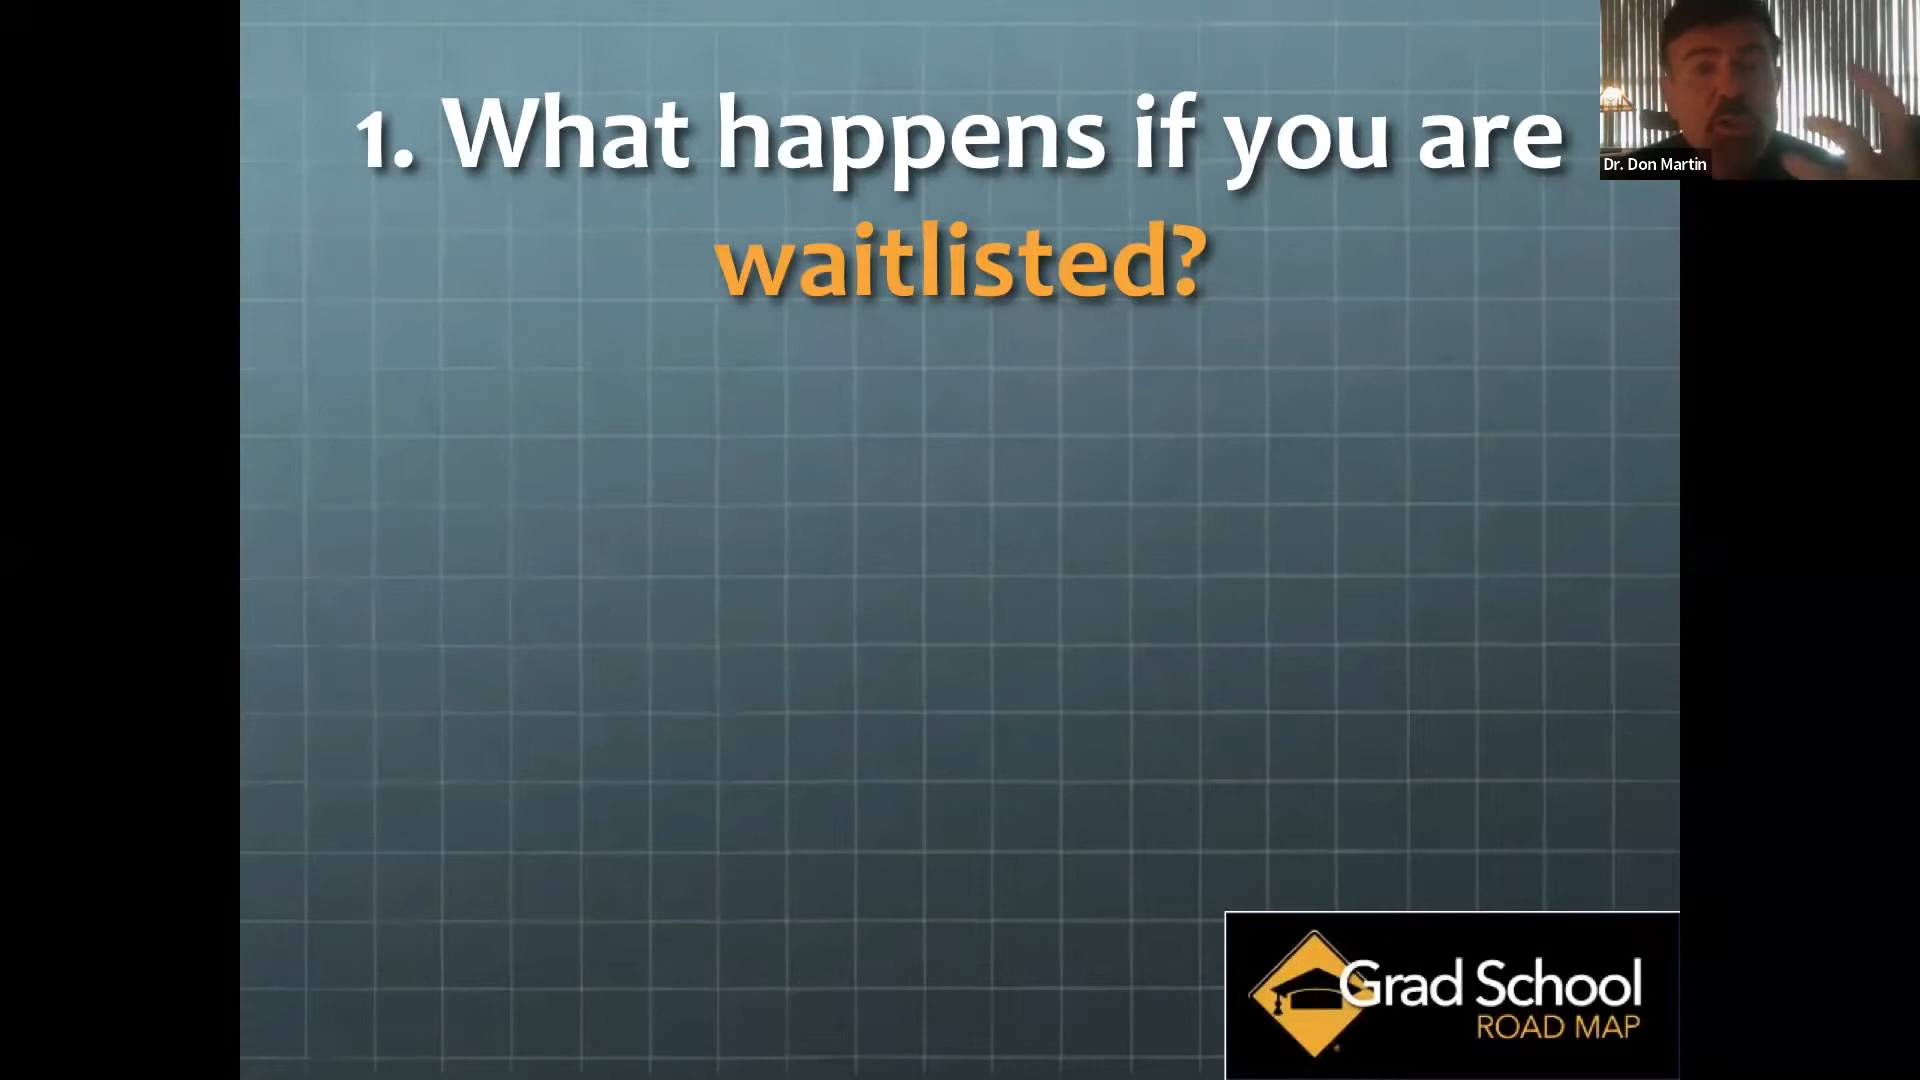 1. What happens if you are
waitlisted?
Dr. Don Martin
Grad School
ROAD MAP